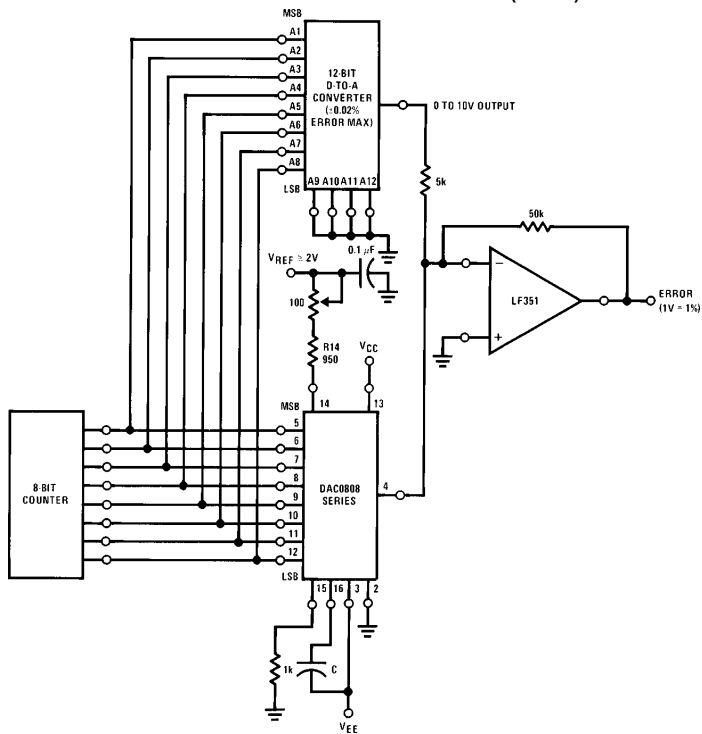 MSB
A1
A2
A3
A4
A5
A6
A7
A8
LSB
12-BIT
D-TO-A
CONVERTER
(±0.02%
ERROR MAX)
A9 A10 A11 A12
0 TO 10V OUTPUT
5k
50k
0.1 µF
VREF ≅ 2V
100
R14
950
VCC
−
+
LF351
ERROR
(1V = 1%)
MSB
14
13
5
6
7
8
9
10
11
12
LSB
8-BIT
COUNTER
DAC0808
SERIES
4
15
16
3
2
1k
C
VEE